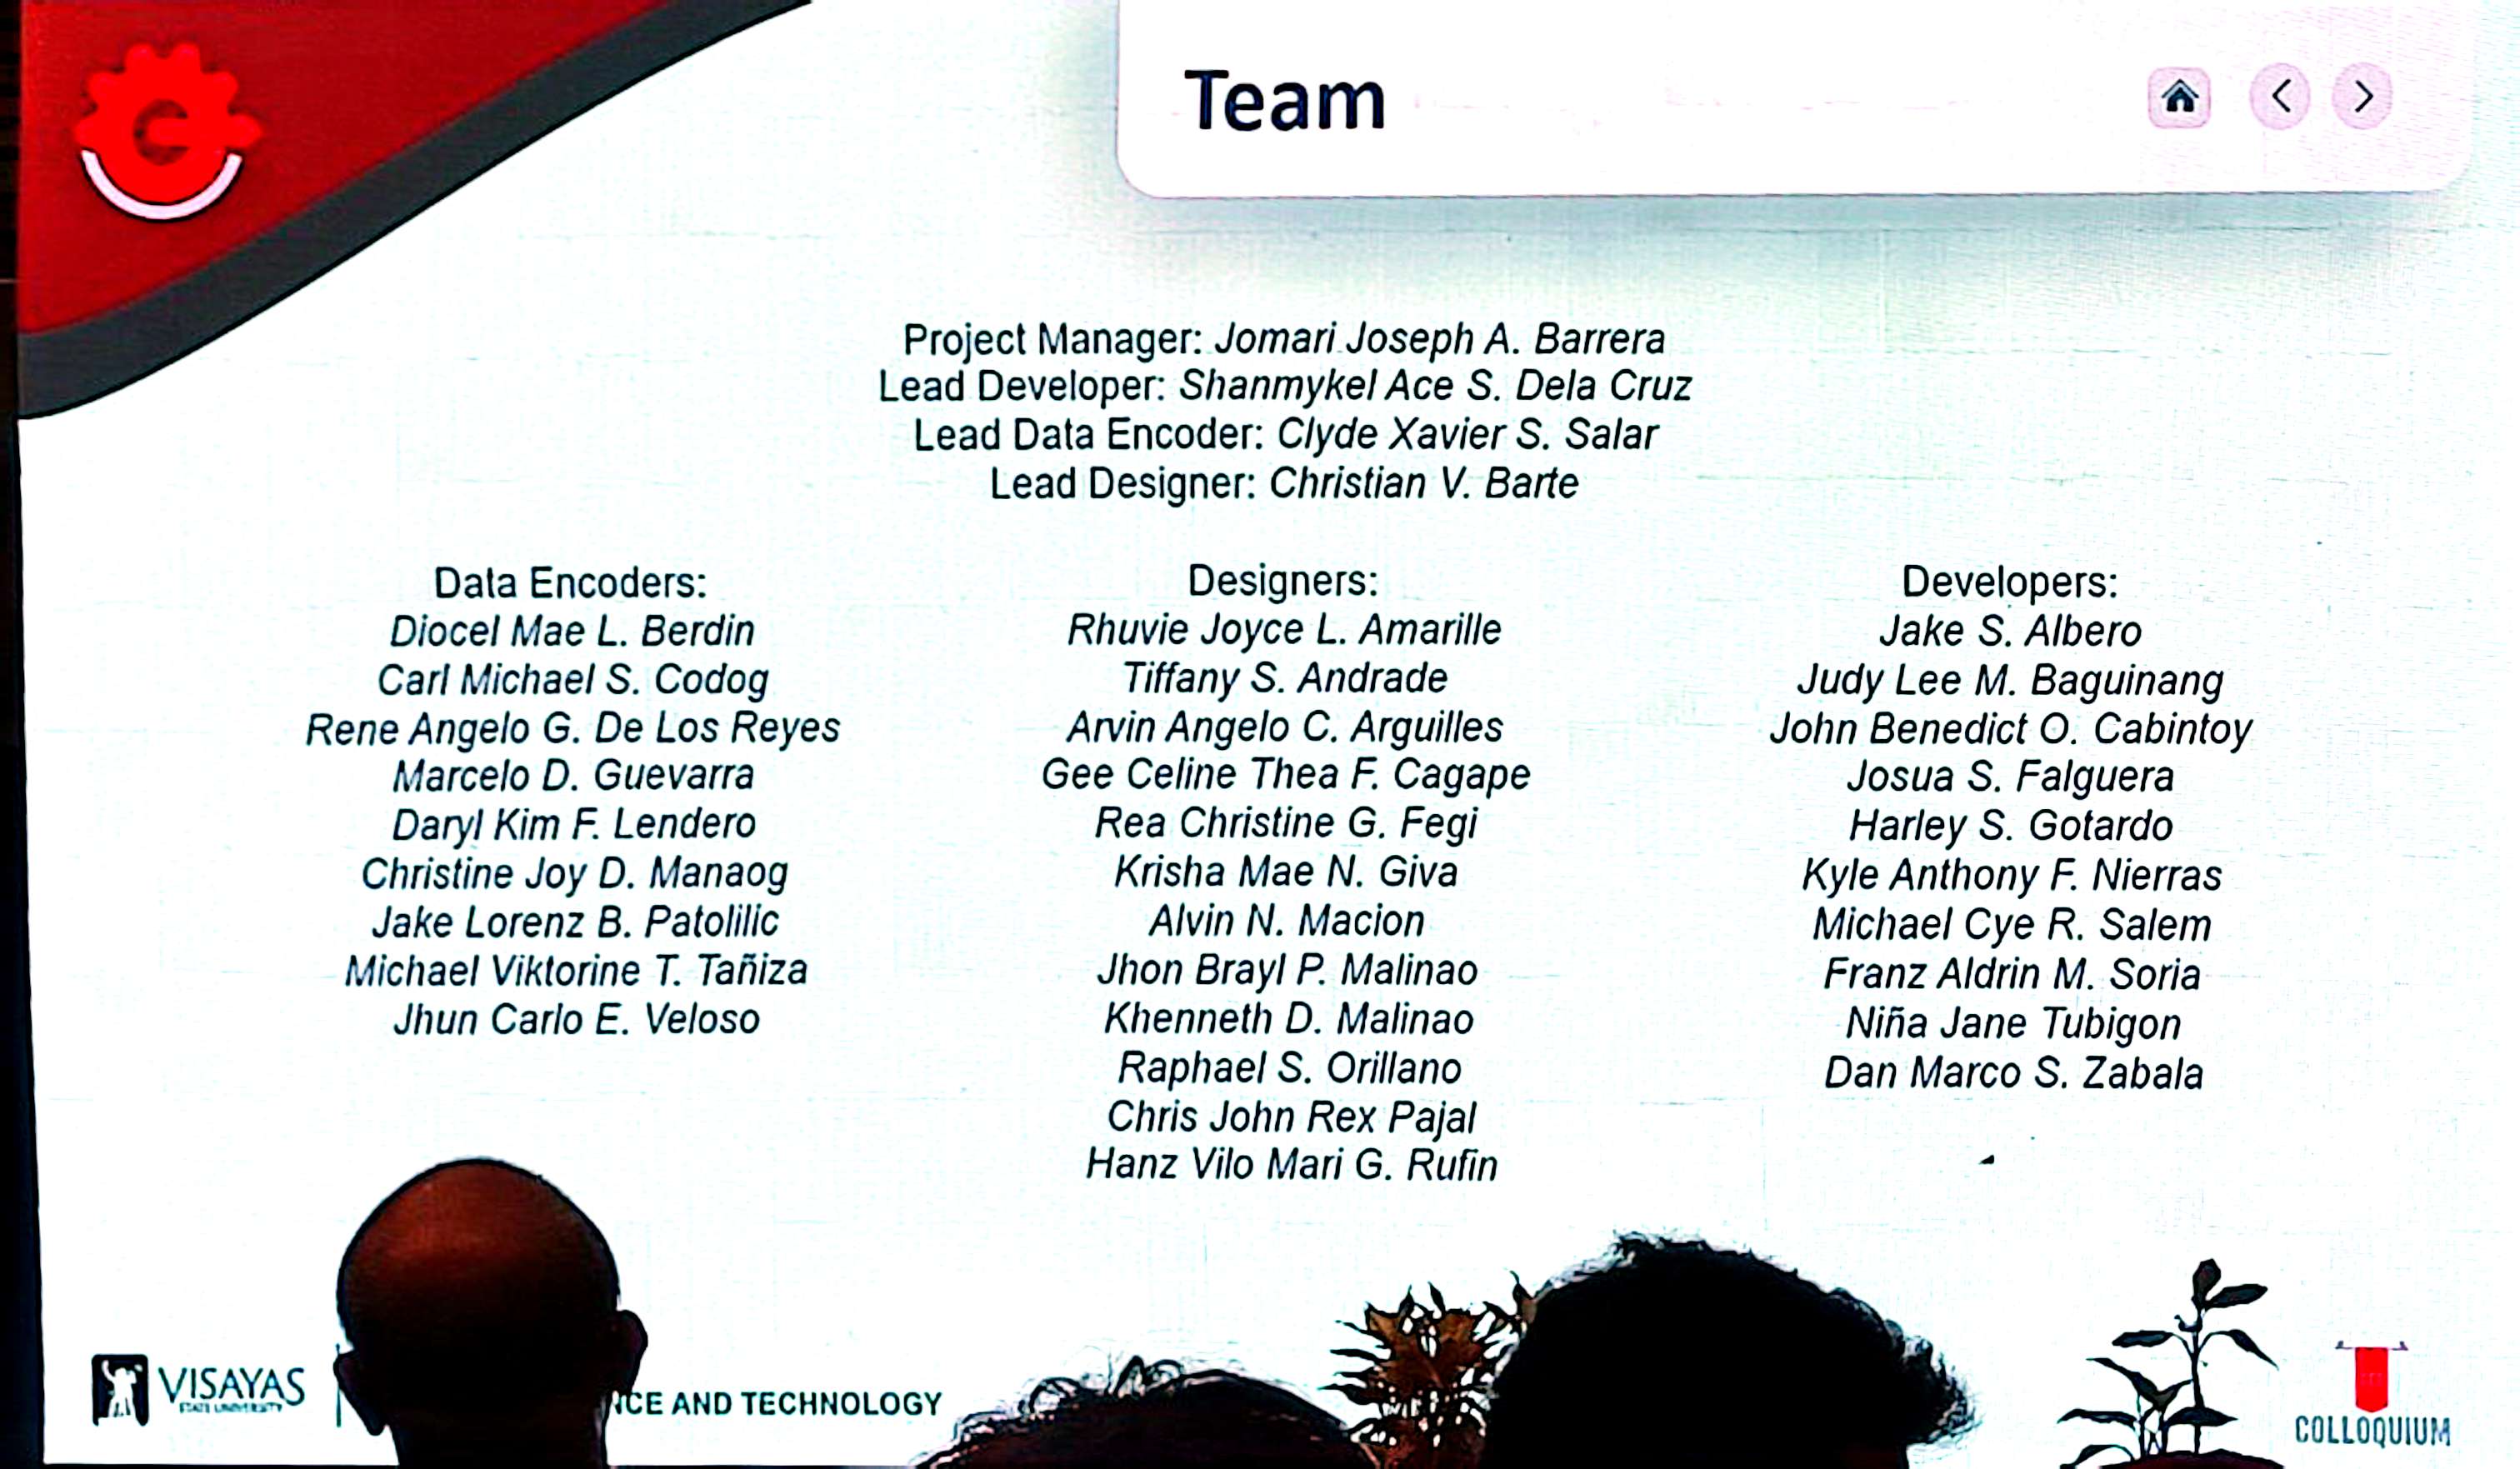 Team
Project Manager: Jomari Joseph A. Barrera
Lead Developer: Shanmykel Ace S. Dela Cruz
Lead Data Encoder: Clyde Xavier S. Salar
Lead Designer: Christian V. Barte
Data Encoders:
Diocel Mae L. Berdin
Carl Michael S. Codog
Rene Angelo G. De Los Reyes
Marcelo D. Guevarra
Daryl Kim F. Lendero
Christine Joy D. Manaog
Jake Lorenz B. Patolilic
Michael Viktorine T. Tañiza
Jhun Carlo E. Veloso
Designers:
Rhuvie Joyce L. Amarille
Tiffany S. Andrade
Arvin Angelo C. Arguilles
Gee Celine Thea F. Cagape
Rea Christine G. Fegi
Krisha Mae N. Giva
Alvin N. Macion
Jhon Brayl P. Malinao
Khenneth D. Malinao
Raphael S. Orillano
Chris John Rex Pajal
Hanz Vilo Mari G. Rufin
Developers:
Jake S. Albero
Judy Lee M. Baguinang
John Benedict O. Cabintoy
Josua S. Falguera
Harley S. Gotardo
Kyle Anthony F. Nierras
Michael Cye R. Salem
Franz Aldrin M. Soria
Niña Jane Tubigon
Dan Marco S. Zabala
VISAYAS
STATE UNIVERSITY
AND TECHNOLOGY
COLLOQUIUM